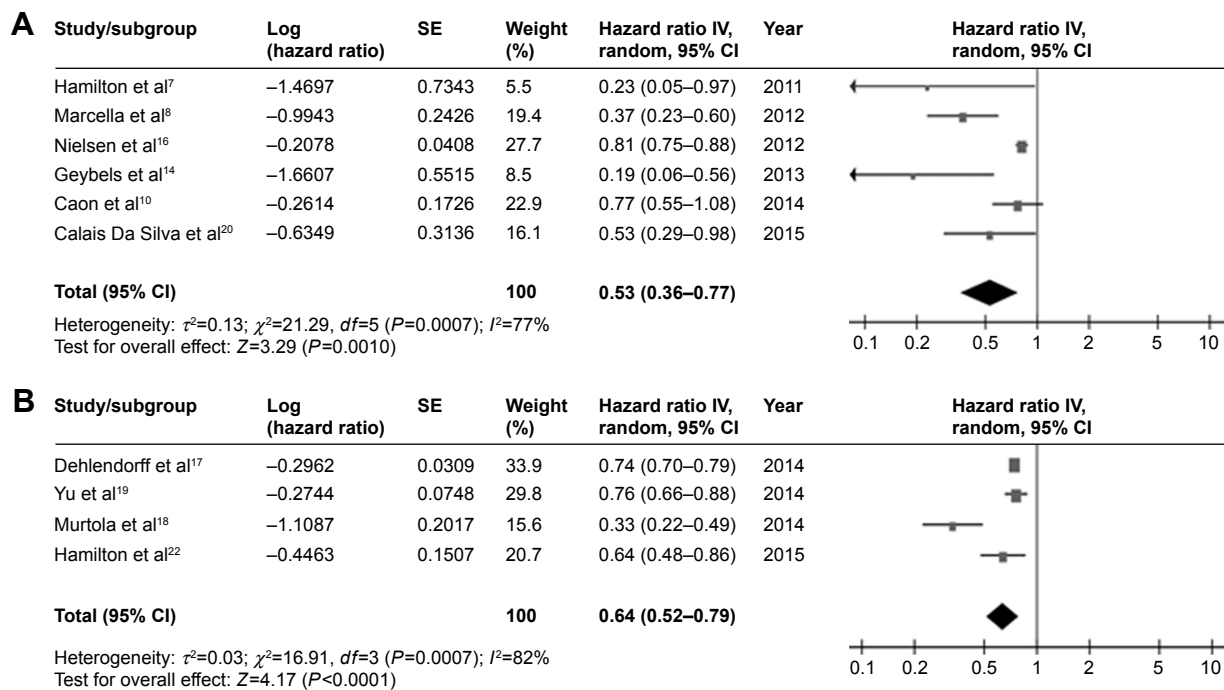 A
Study/subgroup Log (hazard ratio) SE Weight (%) Hazard ratio IV, random, 95% CI Year Hazard ratio IV, random, 95% CI
Hamilton et al⁷ –1.4697 0.7343 5.5 0.23 (0.05–0.97) 2011
Marcella et al⁸ –0.9943 0.2426 19.4 0.37 (0.23–0.60) 2012
Nielsen et al¹⁶ –0.2078 0.0408 27.7 0.81 (0.75–0.88) 2012
Geybels et al¹⁴ –1.6607 0.5515 8.5 0.19 (0.06–0.56) 2013
Caon et al¹⁰ –0.2614 0.1726 22.9 0.77 (0.55–1.08) 2014
Calais Da Silva et al²⁰ –0.6349 0.3136 16.1 0.53 (0.29–0.98) 2015
Total (95% CI) 100 0.53 (0.36–0.77)
Heterogeneity: τ²=0.13; χ²=21.29, df=5 (P=0.0007); I²=77%
Test for overall effect: Z=3.29 (P=0.0010)
0.1 0.2 0.5 1 2 5 10
B
Study/subgroup Log (hazard ratio) SE Weight (%) Hazard ratio IV, random, 95% CI Year Hazard ratio IV, random, 95% CI
Dehlendorff et al¹⁷ –0.2962 0.0309 33.9 0.74 (0.70–0.79) 2014
Yu et al¹⁹ –0.2744 0.0748 29.8 0.76 (0.66–0.88) 2014
Murtola et al¹⁸ –1.1087 0.2017 15.6 0.33 (0.22–0.49) 2014
Hamilton et al²² –0.4463 0.1507 20.7 0.64 (0.48–0.86) 2015
Total (95% CI) 100 0.64 (0.52–0.79)
Heterogeneity: τ²=0.03; χ²=16.91, df=3 (P=0.0007); I²=82%
Test for overall effect: Z=4.17 (P<0.0001)
0.1 0.2 0.5 1 2 5 10